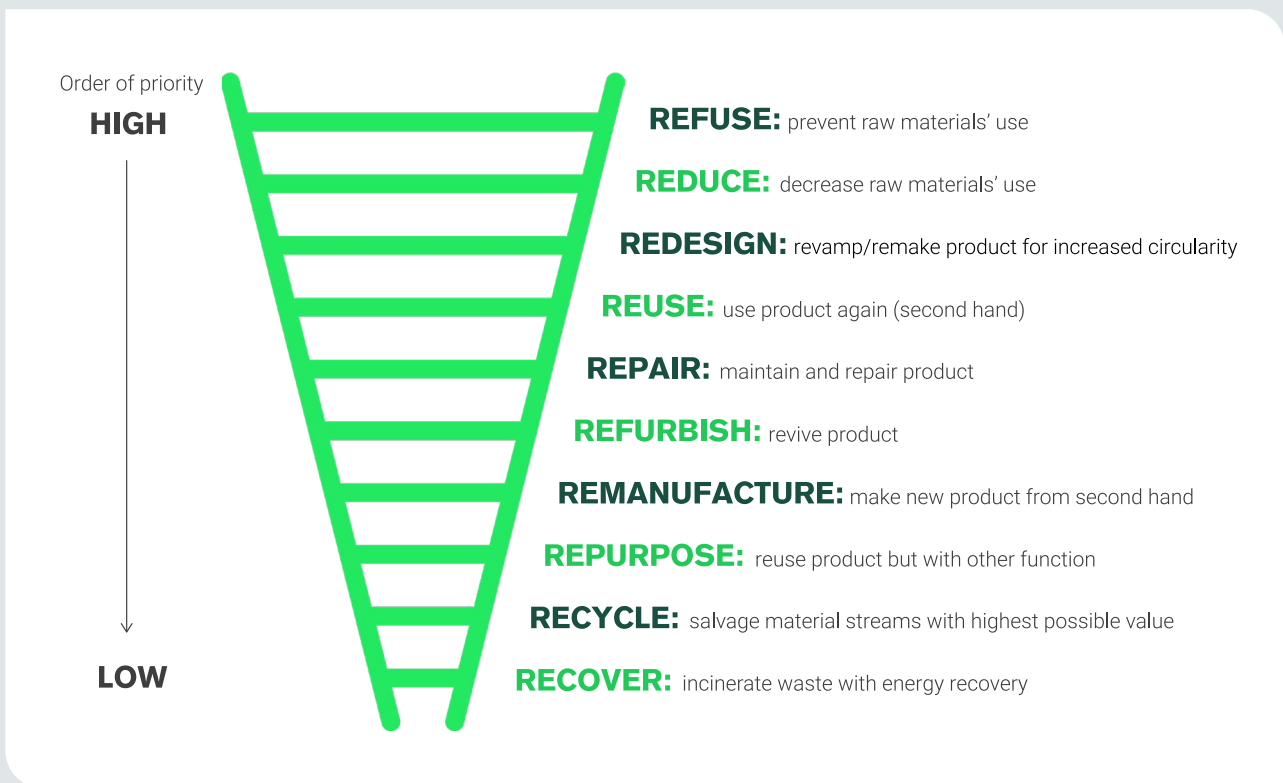 Order of priority
HIGH
REFUSE: prevent raw materials’ use
REDUCE: decrease raw materials’ use
REDESIGN: revamp/remake product for increased circularity
REUSE: use product again (second hand)
REPAIR: maintain and repair product
REFURBISH: revive product
REMANUFACTURE: make new product from second hand
REPURPOSE: reuse product but with other function
RECYCLE: salvage material streams with highest possible value
LOW
RECOVER: incinerate waste with energy recovery